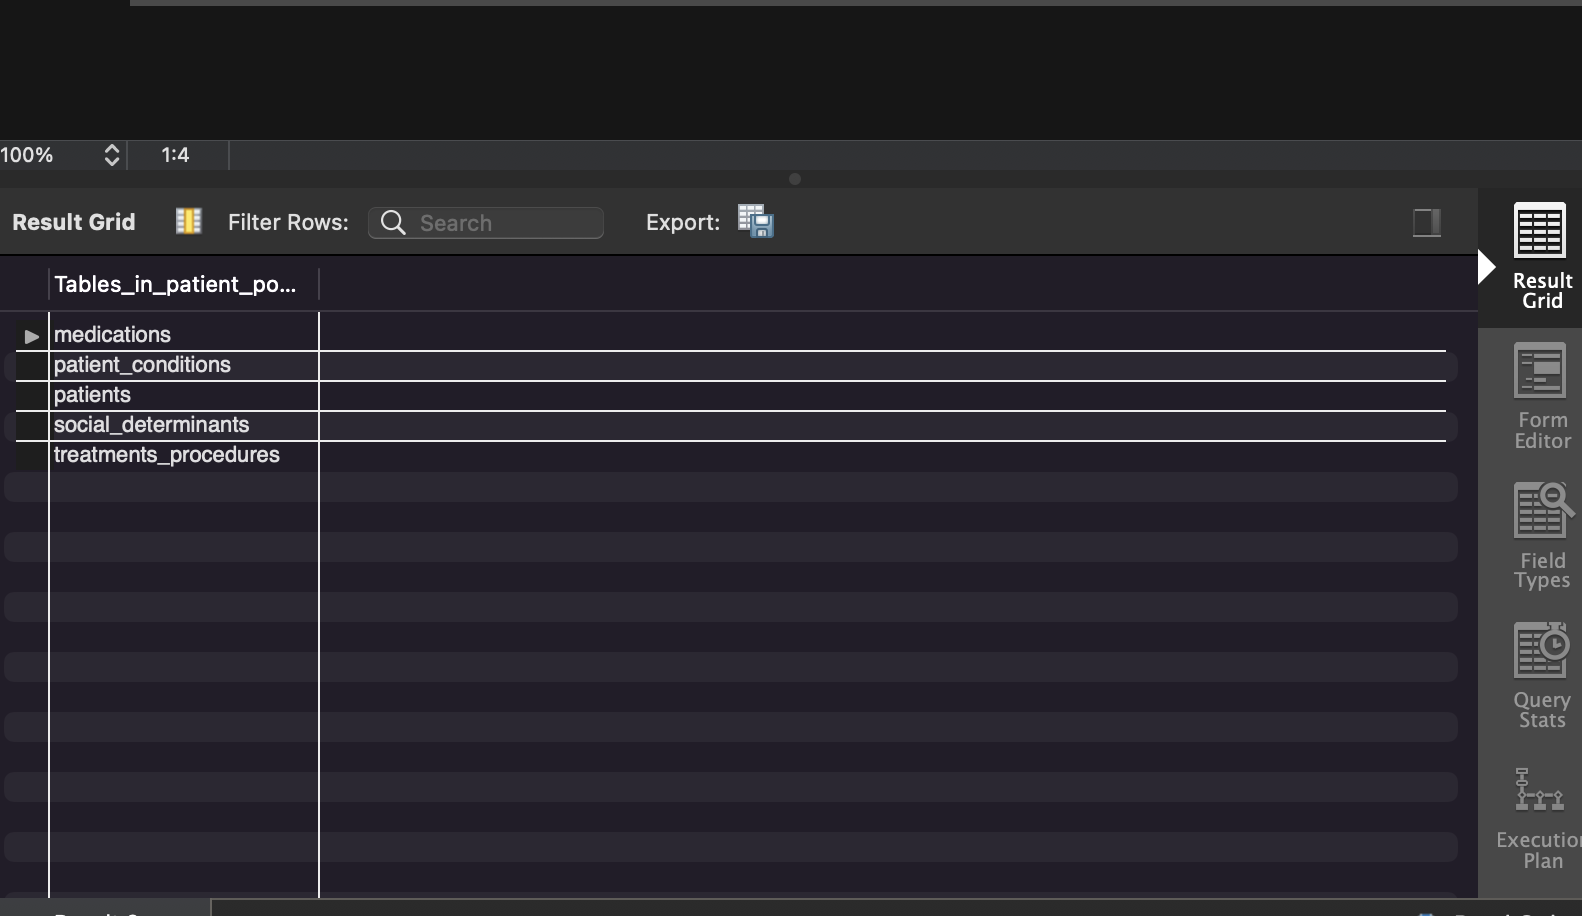 100%
1:4
Result Grid
Filter Rows:
Search
Export:
Tables_in_patient_po...
medications
patient_conditions
patients
social_determinants
treatments_procedures
Result
Grid
Form
Editor
Field
Types
Query
Stats
Execution
Plan